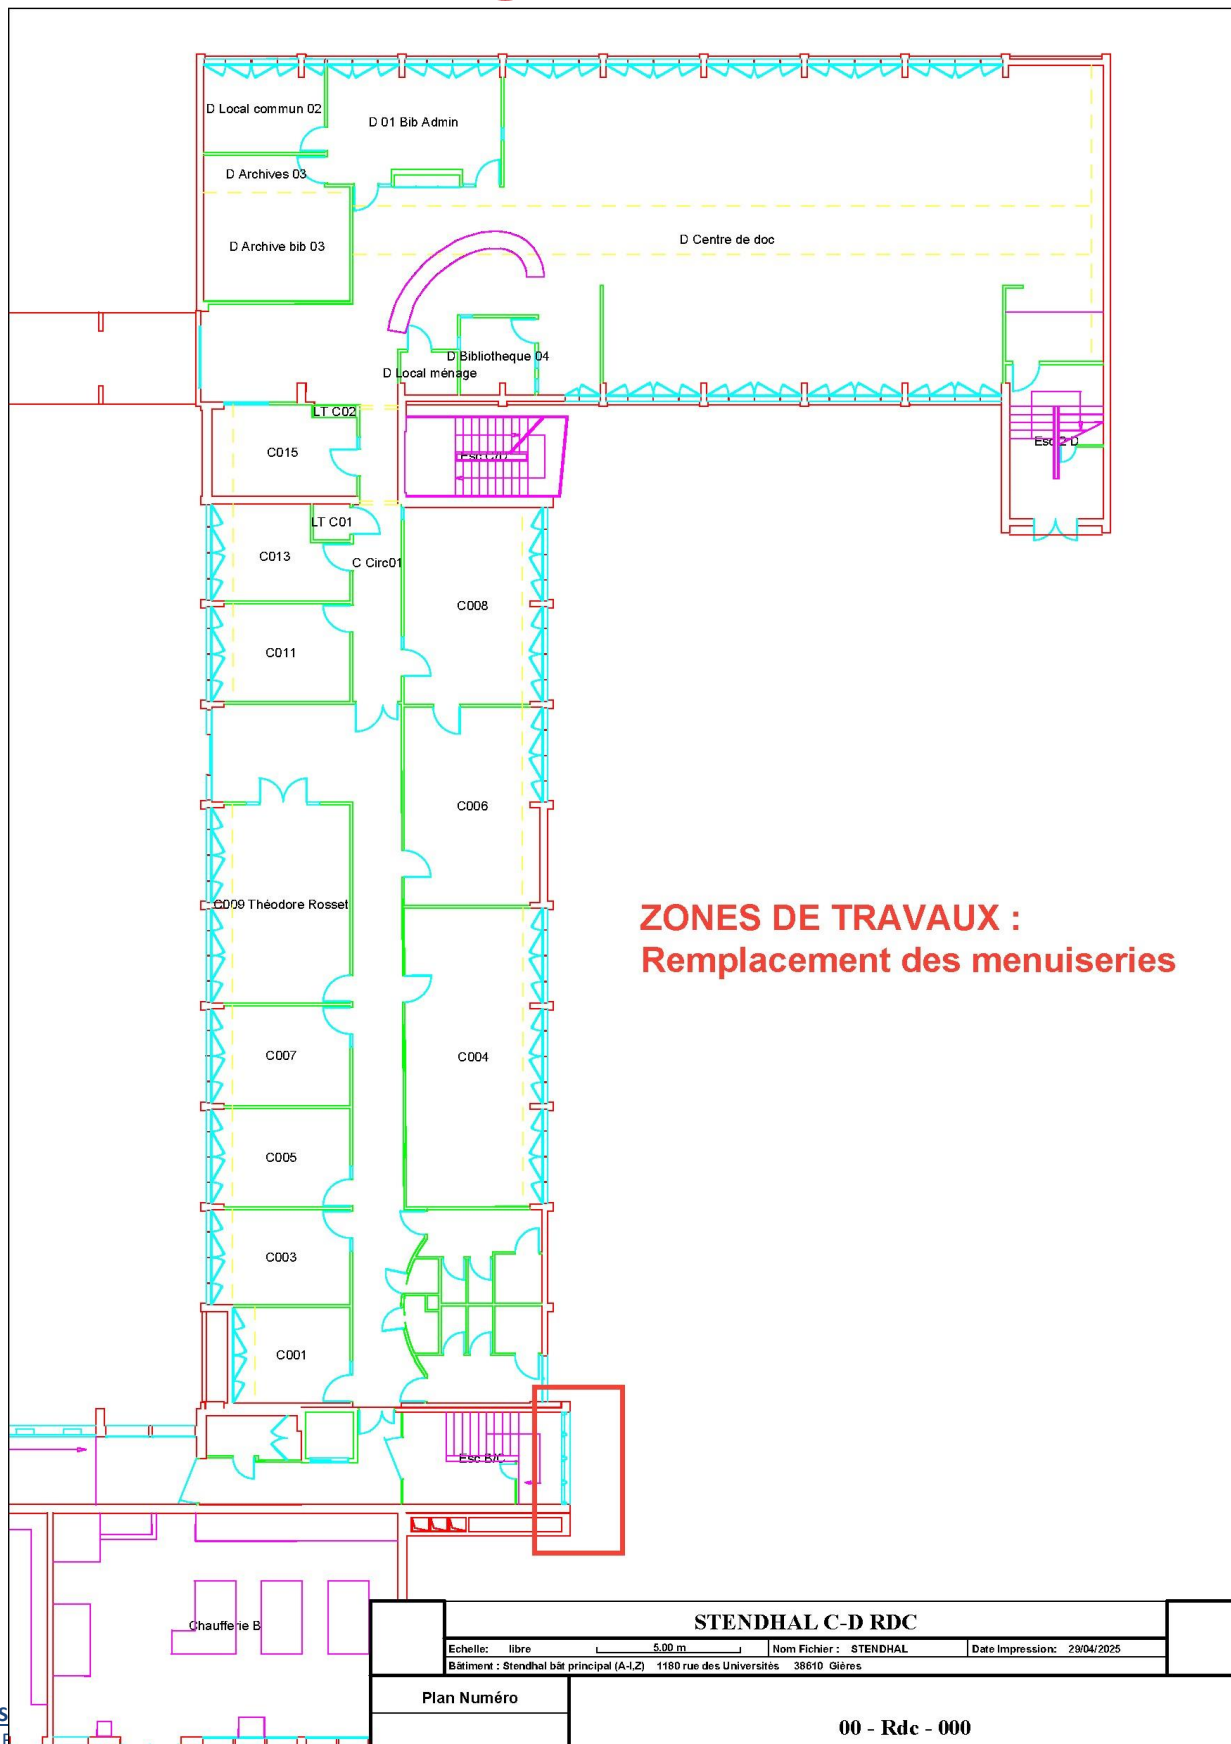 D Local commun 02
D 01 Bib Admin
D Archives 03
D Archive bib 03
D Centre de doc
D Bibliotheque 04
D Local ménage
LT C02
C015
Esc C/D
Esc 2 D
LT C01
C013
C Circ01
C008
C011
C006
C009 Théodore Rosset
ZONES DE TRAVAUX :
Remplacement des menuiseries
C007
C004
C005
C003
C001
Esc B/C
Chaufferie B
STENDHAL C-D RDC
Echelle: libre 5.00 m Nom Fichier : STENDHAL Date Impression: 29/04/2025
Bâtiment : Stendhal bât principal (A-I,Z) 1180 rue des Universités 38610 Gières
Plan Numéro
00 - Rdc - 000